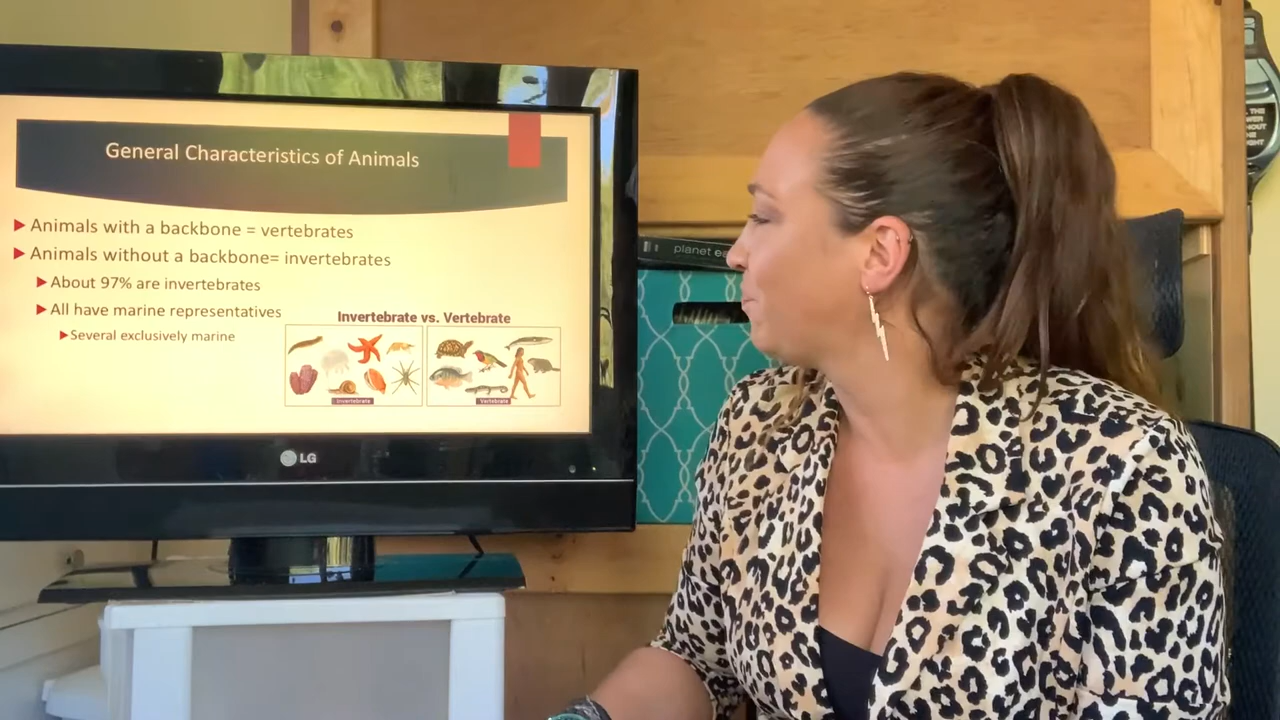 General Characteristics of Animals
Animals with a backbone = vertebrates
Animals without a backbone= invertebrates
About 97% are invertebrates
All have marine representatives
Several exclusively marine
Invertebrate vs. Vertebrate
Invertebrate
Vertebrate
LG
planet
THE